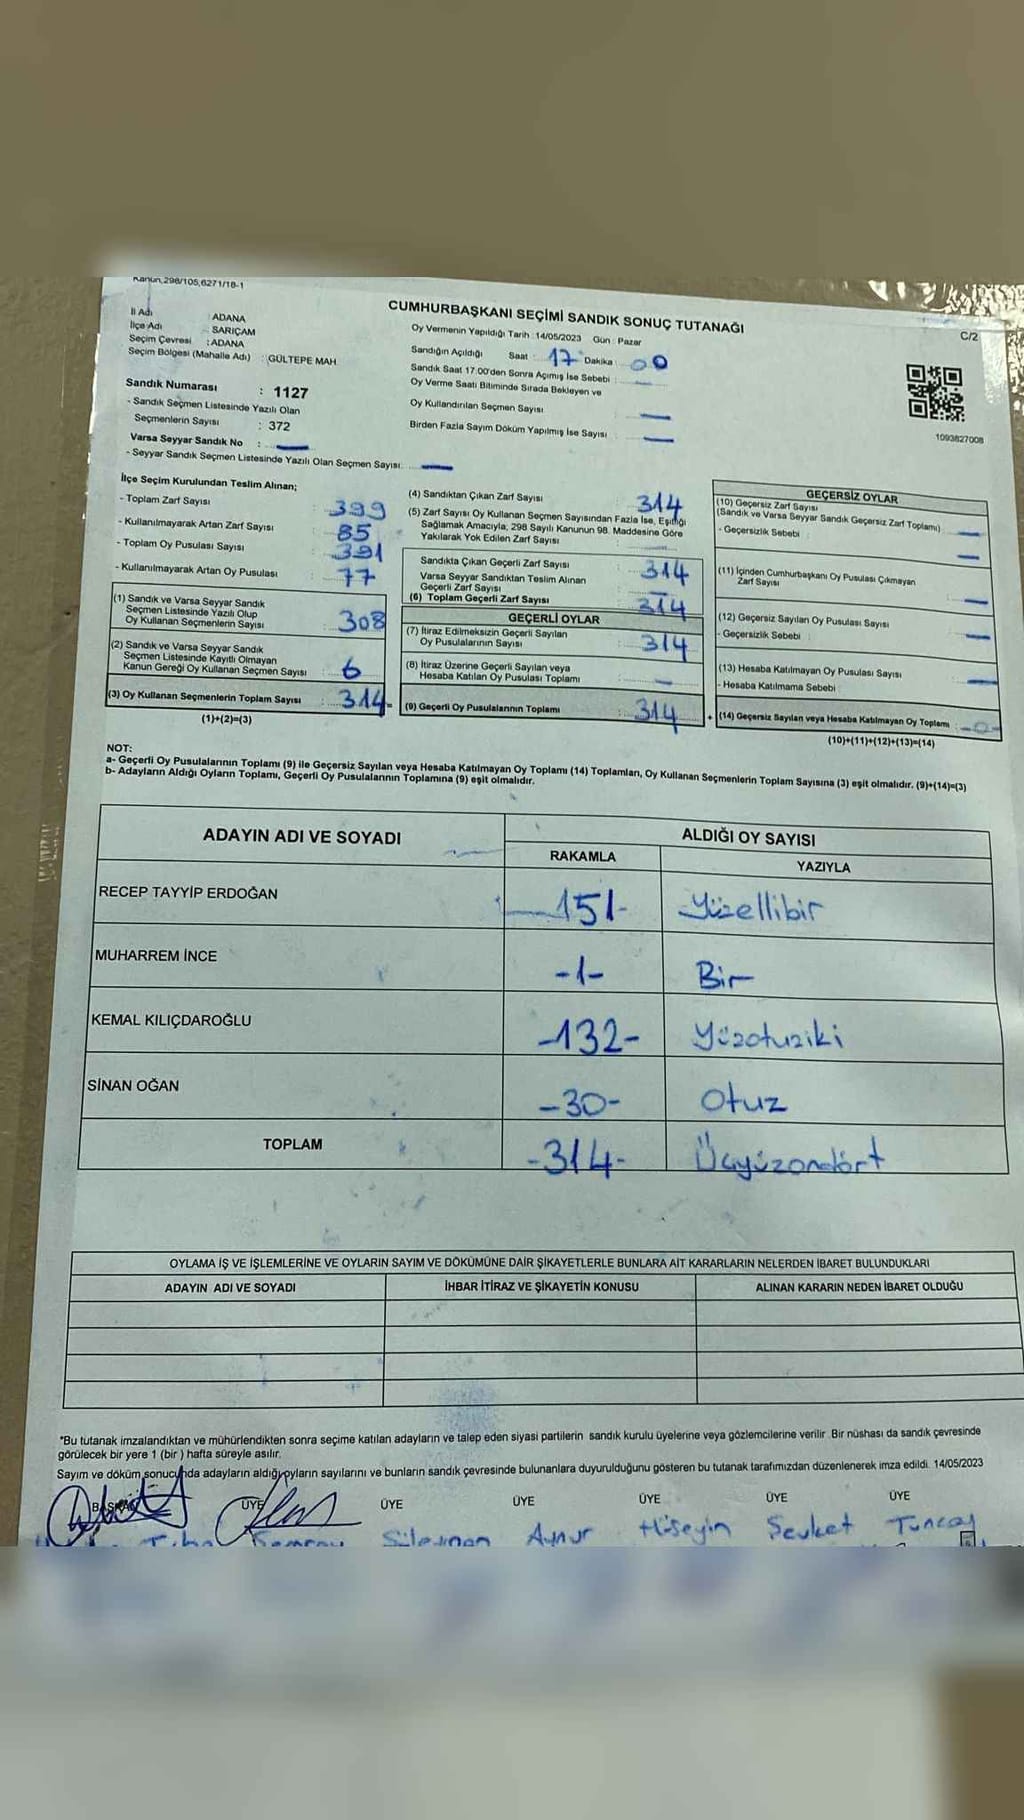 Kanun, 298/105,6271/18-1
CUMHURBAŞKANI SEÇİMİ SANDIK SONUÇ TUTANAĞI
C/2
İl Adı : ADANA
İlçe Adı : SARIÇAM
Seçim Çevresi : ADANA
Seçim Bölgesi (Mahalle Adı) : GÜLTEPE MAH.
Sandık Numarası : 1127
- Sandık Seçmen Listesinde Yazılı Olan
Seçmenlerin Sayısı : 372
Varsa Seyyar Sandık No :
- Seyyar Sandık Seçmen Listesinde Yazılı Olan Seçmen Sayısı:
Oy Vermenin Yapıldığı Tarih : 14/05/2023 Gün : Pazar
Sandığın Açıldığı Saat : 17 Dakika : 00
Sandık Saat 17:00'den Sonra Açımış İse Sebebi :
Oy Verme Saati Bitiminde Sırada Bekleyen ve
Oy Kullandırılan Seçmen Sayısı
Birden Fazla Sayım Döküm Yapılmış İse Sayısı :
1093827008
İlçe Seçim Kurulundan Teslim Alınan;
- Toplam Zarf Sayısı : 399
- Kullanılmayarak Artan Zarf Sayısı : 85
- Toplam Oy Pusulası Sayısı : 391
- Kullanılmayarak Artan Oy Pusulası : 77
(1) Sandık ve Varsa Seyyar Sandık
Seçmen Listesinde Yazılı Olup
Oy Kullanan Seçmenlerin Sayısı : 308
(2) Sandık ve Varsa Seyyar Sandık
Seçmen Listesinde Kayıtlı Olmayan
Kanun Gereği Oy Kullanan Seçmen Sayısı : 6
(3) Oy Kullanan Seçmenlerin Toplam Sayısı : 314-
(1)+(2)=(3)
(4) Sandıktan Çıkan Zarf Sayısı : 314
(5) Zarf Sayısı Oy Kullanan Seçmen Sayısından Fazla İse, Eşitliği
Sağlamak Amacıyla, 298 Sayılı Kanunun 98. Maddesine Göre
Yakılarak Yok Edilen Zarf Sayısı :
Sandıkta Çıkan Geçerli Zarf Sayısı : 314
Varsa Seyyar Sandıktan Teslim Alınan
Geçerli Zarf Sayısı :
(6) Toplam Geçerli Zarf Sayısı : 314
GEÇERLİ OYLAR
(7) İtiraz Edilmeksizin Geçerli Sayılan
Oy Pusulalarının Sayısı : 314
(8) İtiraz Üzerine Geçerli Sayılan veya
Hesaba Katılan Oy Pusulası Toplamı :
(9) Geçerli Oy Pusulalarının Toplamı : 314
GEÇERSİZ OYLAR
(10) Geçersiz Zarf Sayısı
(Sandık ve Varsa Seyyar Sandık Geçersiz Zarf Toplamı) :
- Geçersizlik Sebebi :
(11) İçinden Cumhurbaşkanı Oy Pusulası Çıkmayan
Zarf Sayısı :
(12) Geçersiz Sayılan Oy Pusulası Sayısı
- Geçersizlik Sebebi :
(13) Hesaba Katılmayan Oy Pusulası Sayısı :
- Hesaba Katılmama Sebebi :
+ (14) Geçersiz Sayılan veya Hesaba Katılmayan Oy Toplamı : -0-
(10)+(11)+(12)+(13)=(14)
NOT:
a- Geçerli Oy Pusulalarının Toplamı (9) ile Geçersiz Sayılan veya Hesaba Katılmayan Oy Toplamı (14) Toplamları, Oy Kullanan Seçmenlerin Toplam Sayısına (3) eşit olmalıdır. (9)+(14)=(3)
b- Adayların Aldığı Oyların Toplamı, Geçerli Oy Pusulalarının Toplamına (9) eşit olmalıdır.
ADAYIN ADI VE SOYADI ALDIĞI OY SAYISI
RAKAMLA YAZIYLA
RECEP TAYYİP ERDOĞAN 151- Yüzellibir
MUHARREM İNCE -1- Bir
KEMAL KILIÇDAROĞLU -132- Yüzotuziki
SİNAN OĞAN -30- Otuz
TOPLAM -314- Üçyüzondört
OYLAMA İŞ VE İŞLEMLERİNE VE OYLARIN SAYIM VE DÖKÜMÜNE DAİR ŞİKAYETLERLE BUNLARA AİT KARARLARIN NELERDEN İBARET BULUNDUKLARI
ADAYIN ADI VE SOYADI İHBAR İTİRAZ VE ŞİKAYETİN KONUSU ALINAN KARARIN NEDEN İBARET OLDUĞU
*Bu tutanak imzalandıktan ve mühürlendikten sonra seçime katılan adayların ve talep eden siyasi partilerin sandık kurulu üyelerine veya gözlemcilerine verilir. Bir nüshası da sandık çevresinde
görülecek bir yere 1 (bir) hafta süreyle asılır.
Sayım ve döküm sonucunda adayların aldığı oyların sayılarını ve bunların sandık çevresinde bulunanlara duyurulduğunu gösteren bu tutanak tarafımızdan düzenlenerek imza edildi. 14/05/2023
BAŞKAN ÜYE ÜYE ÜYE ÜYE ÜYE ÜYE
Süleyman Aynur Hüseyin Şevket Tuncay